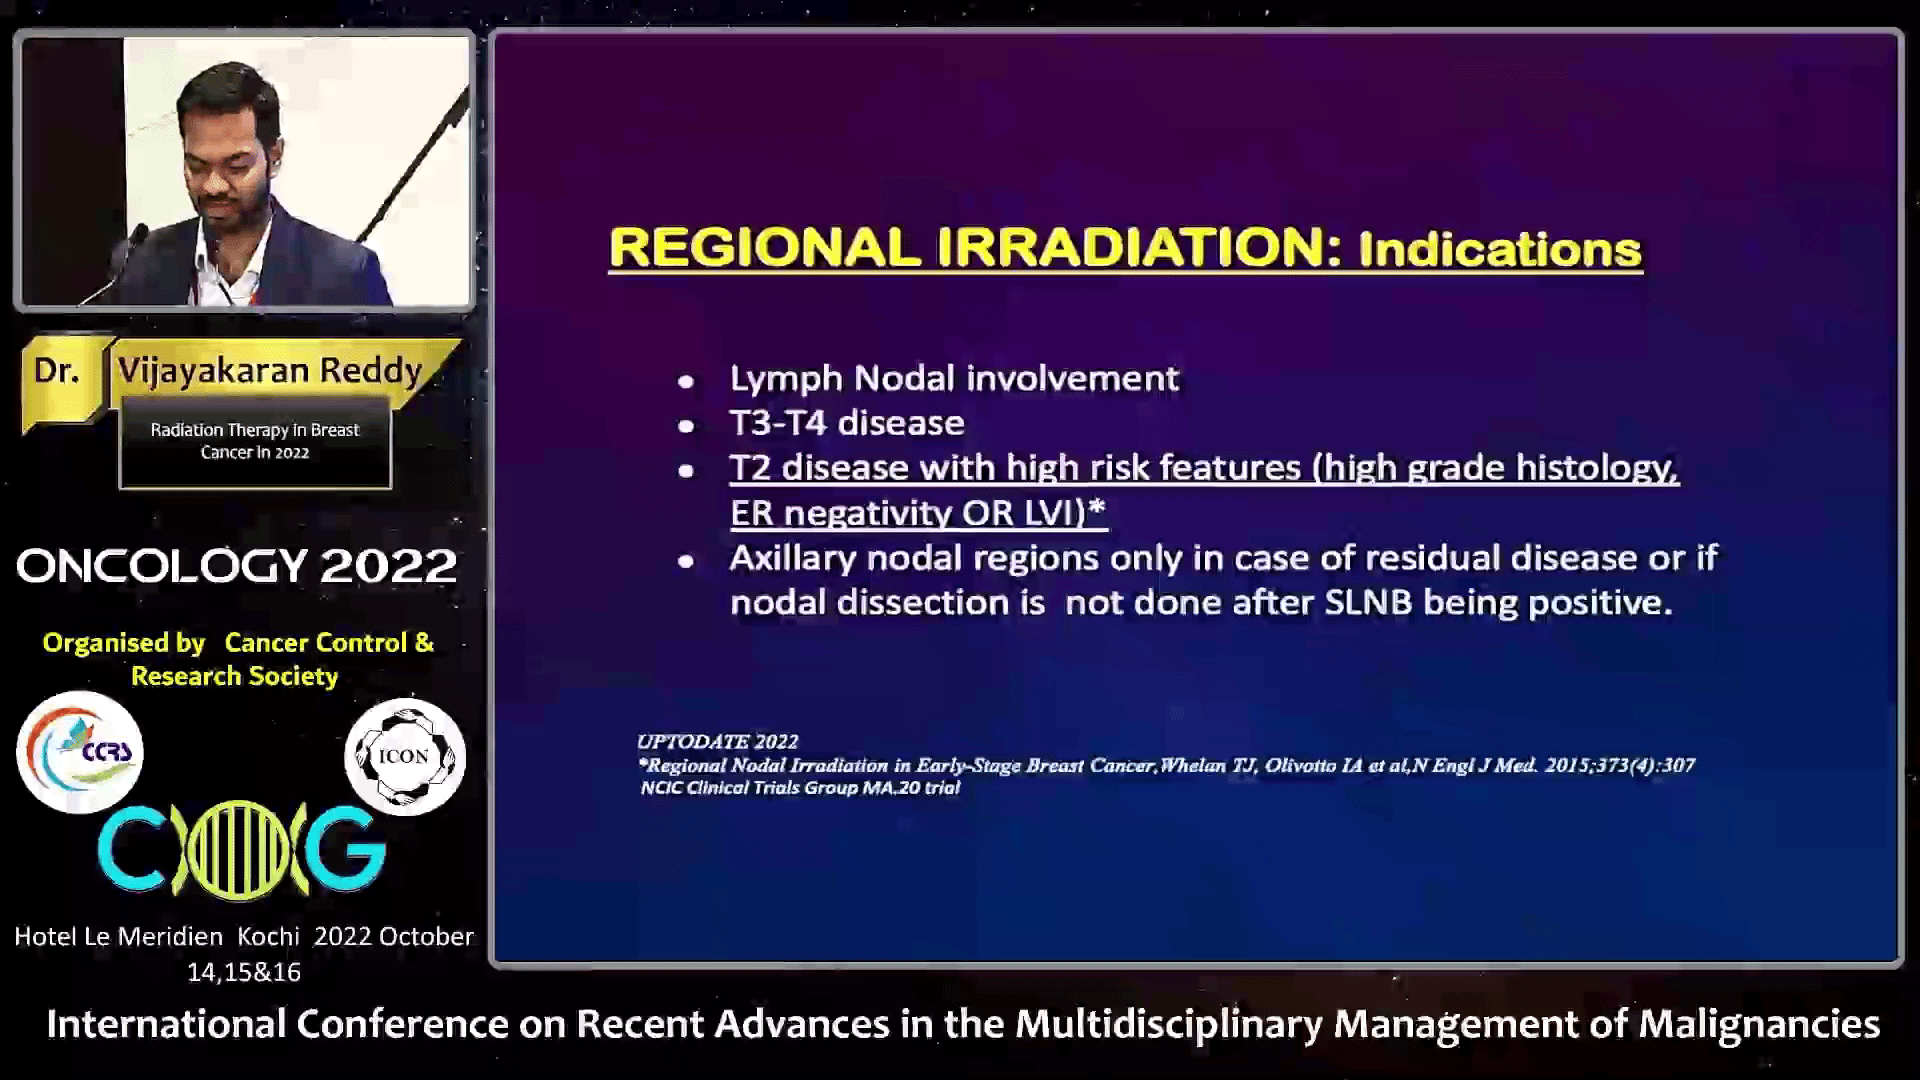 Dr. Vijayakaran Reddy
Radiation Therapy in Breast
Cancer in 2022
ONCOLOGY 2022
Organised by Cancer Control &
Research Society
CCRS
ICON
COG
Hotel Le Meridien Kochi 2022 October
14,15&16
REGIONAL IRRADIATION: Indications
• Lymph Nodal involvement
• T3-T4 disease
• T2 disease with high risk features (high grade histology,
ER negativity OR LVI)*
• Axillary nodal regions only in case of residual disease or if
nodal dissection is not done after SLNB being positive.
UPTODATE 2022
*Regional Nodal Irradiation in Early-Stage Breast Cancer,Whelan TJ, Olivotto IA et al,N Engl J Med. 2015;373(4):307
NCIC Clinical Trials Group MA.20 trial
International Conference on Recent Advances in the Multidisciplinary Management of Malignancies